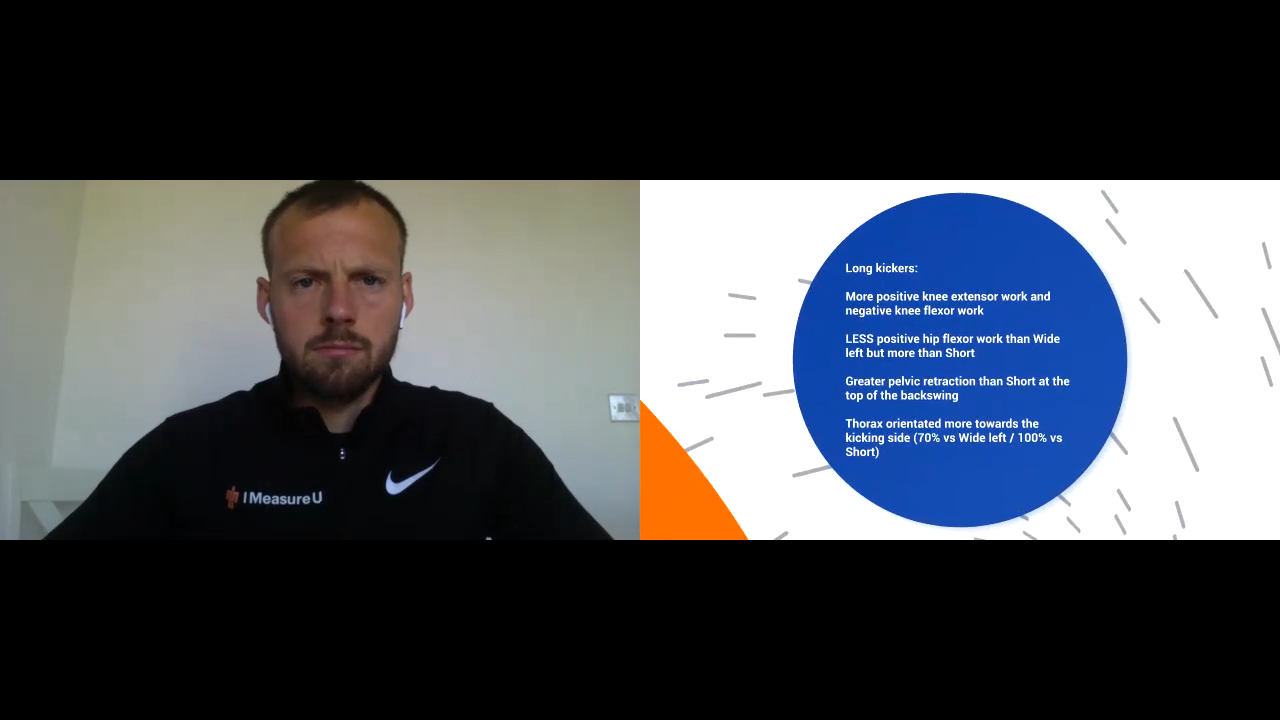 I Measure U
Long kickers:
More positive knee extensor work and
negative knee flexor work
LESS positive hip flexor work than Wide
left but more than Short
Greater pelvic retraction than Short at the
top of the backswing
Thorax orientated more towards the
kicking side (70% vs Wide left / 100% vs
Short)